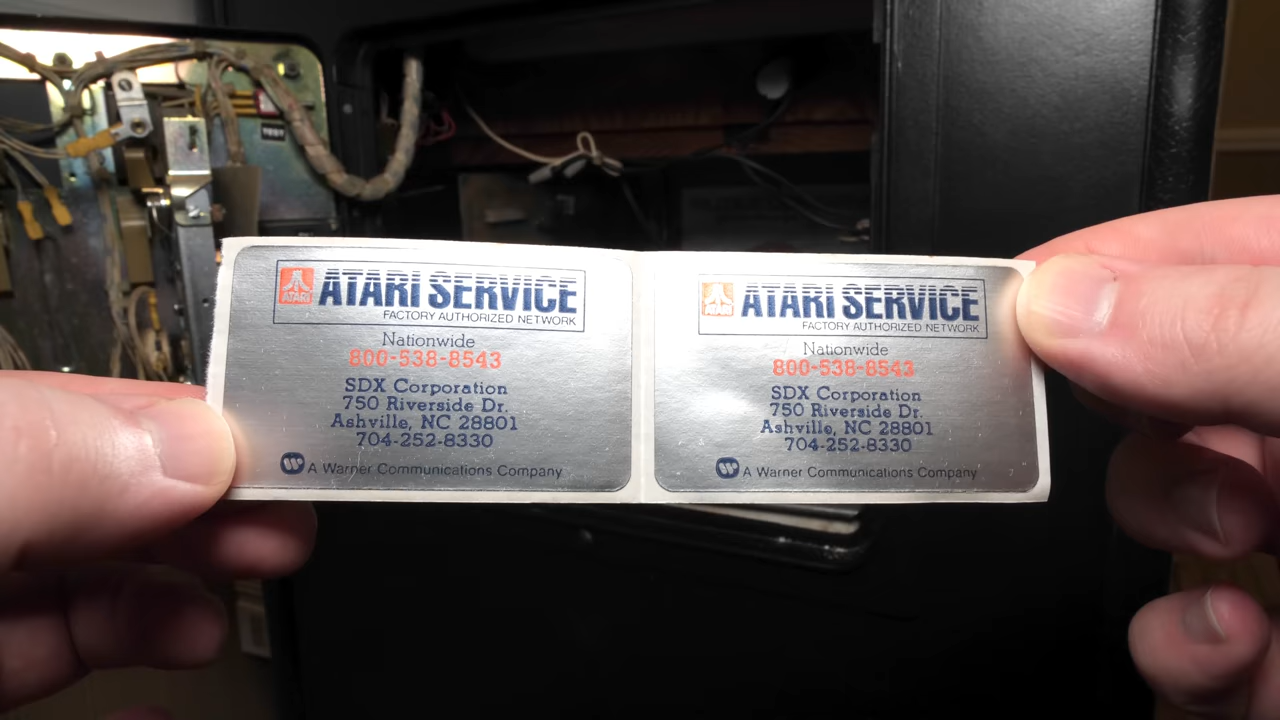 ATARI
ATARI SERVICE
FACTORY AUTHORIZED NETWORK
Nationwide
800-538-8543
SDX Corporation
750 Riverside Dr.
Ashville, NC 28801
704-252-8330
A Warner Communications Company
ATARI
ATARI SERVICE
FACTORY AUTHORIZED NETWORK
Nationwide
800-538-8543
SDX Corporation
750 Riverside Dr.
Ashville, NC 28801
704-252-8330
A Warner Communications Company
TEST